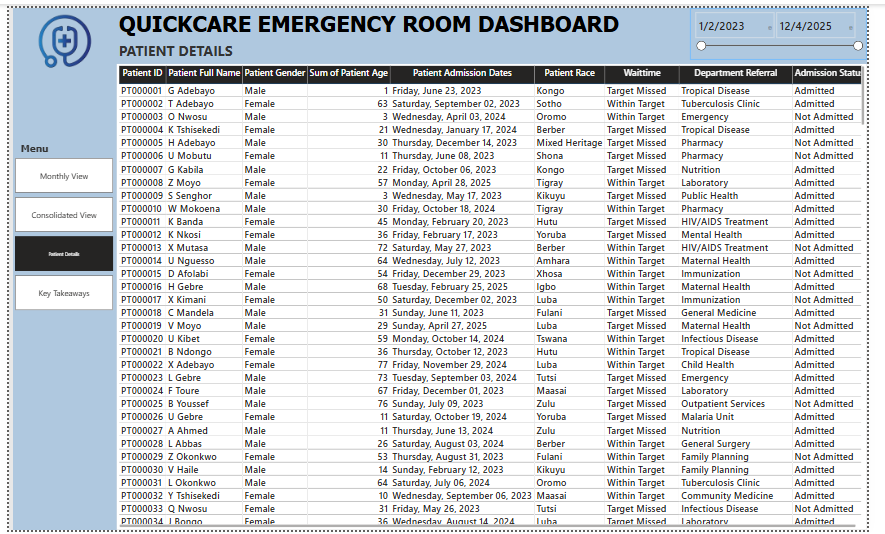 QUICKCARE EMERGENCY ROOM DASHBOARD
1/2/2023 12/4/2025
PATIENT DETAILS
Menu
Monthly View
Consolidated View
Patient Details
Key Takeaways
Patient ID Patient Full Name Patient Gender Sum of Patient Age Patient Admission Dates Patient Race Waittime Department Referral Admission Statu
PT000001 G Adebayo Male 1 Friday, June 23, 2023 Kongo Target Missed Tropical Disease Admitted
PT000002 T Adebayo Female 63 Saturday, September 02, 2023 Sotho Within Target Tuberculosis Clinic Admitted
PT000003 O Nwosu Male 3 Wednesday, April 03, 2024 Oromo Within Target Emergency Not Admitted
PT000004 K Tshisekedi Female 21 Wednesday, January 17, 2024 Berber Target Missed Tropical Disease Admitted
PT000005 H Adebayo Male 30 Thursday, December 14, 2023 Mixed Heritage Target Missed Pharmacy Not Admitted
PT000006 U Mobutu Female 11 Thursday, June 08, 2023 Shona Target Missed Pharmacy Not Admitted
PT000007 G Kabila Male 22 Friday, October 06, 2023 Kongo Target Missed Nutrition Admitted
PT000008 Z Moyo Female 57 Monday, April 28, 2025 Tigray Within Target Laboratory Admitted
PT000009 S Senghor Male 3 Wednesday, May 17, 2023 Kikuyu Target Missed Public Health Admitted
PT000010 W Mokoena Male 30 Friday, October 18, 2024 Tigray Within Target Pharmacy Admitted
PT000011 K Banda Female 45 Monday, February 20, 2023 Hutu Target Missed HIV/AIDS Treatment Admitted
PT000012 K Nkosi Female 36 Friday, February 17, 2023 Yoruba Target Missed Mental Health Admitted
PT000013 X Mutasa Male 72 Saturday, May 27, 2023 Berber Within Target HIV/AIDS Treatment Not Admitted
PT000014 U Nguesso Male 64 Wednesday, July 12, 2023 Amhara Within Target Maternal Health Admitted
PT000015 D Afolabi Female 54 Friday, December 29, 2023 Xhosa Within Target Immunization Not Admitted
PT000016 H Gebre Male 68 Tuesday, February 25, 2025 Igbo Within Target Maternal Health Admitted
PT000017 X Kimani Female 50 Saturday, December 02, 2023 Luba Within Target Immunization Not Admitted
PT000018 C Mandela Male 31 Sunday, June 11, 2023 Fulani Target Missed General Medicine Admitted
PT000019 V Moyo Male 29 Sunday, April 27, 2025 Luba Target Missed Maternal Health Not Admitted
PT000020 U Kibet Female 59 Monday, October 14, 2024 Tswana Within Target Infectious Disease Admitted
PT000021 B Ndongo Female 36 Thursday, October 12, 2023 Hutu Target Missed Tropical Disease Admitted
PT000022 X Adebayo Female 77 Friday, November 29, 2024 Luba Within Target Child Health Admitted
PT000023 L Gebre Male 73 Tuesday, September 03, 2024 Tutsi Target Missed Emergency Admitted
PT000024 F Toure Male 67 Friday, December 01, 2023 Maasai Target Missed Laboratory Admitted
PT000025 B Youssef Male 76 Sunday, July 09, 2023 Zulu Target Missed Outpatient Services Not Admitted
PT000026 U Gebre Female 11 Saturday, October 19, 2024 Yoruba Target Missed Malaria Unit Admitted
PT000027 A Ahmed Male 11 Thursday, June 13, 2024 Zulu Target Missed Nutrition Admitted
PT000028 L Abbas Male 26 Saturday, August 03, 2024 Berber Within Target General Surgery Admitted
PT000029 Z Okonkwo Female 53 Thursday, August 31, 2023 Fulani Within Target Family Planning Not Admitted
PT000030 V Haile Male 14 Sunday, February 12, 2023 Kikuyu Within Target Family Planning Admitted
PT000031 L Okonkwo Male 64 Saturday, July 06, 2024 Oromo Within Target Tuberculosis Clinic Admitted
PT000032 Y Tshisekedi Female 10 Wednesday, September 06, 2023 Maasai Within Target Community Medicine Admitted
PT000033 Q Nwosu Female 31 Friday, May 26, 2023 Tutsi Target Missed Infectious Disease Not Admitted
PT000034 J Bongo Female 36 Wednesday, August 14, 2024 Luba Target Missed Laboratory Admitted